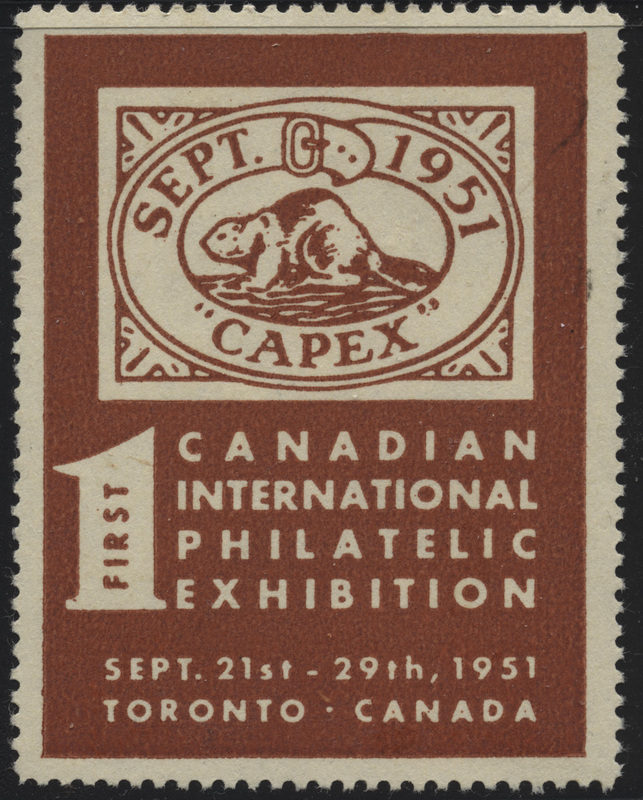 SEPT. 1951
"CAPEX"
1 FIRST
CANADIAN
INTERNATIONAL
PHILATELIC
EXHIBITION
SEPT. 21st - 29th, 1951
TORONTO · CANADA